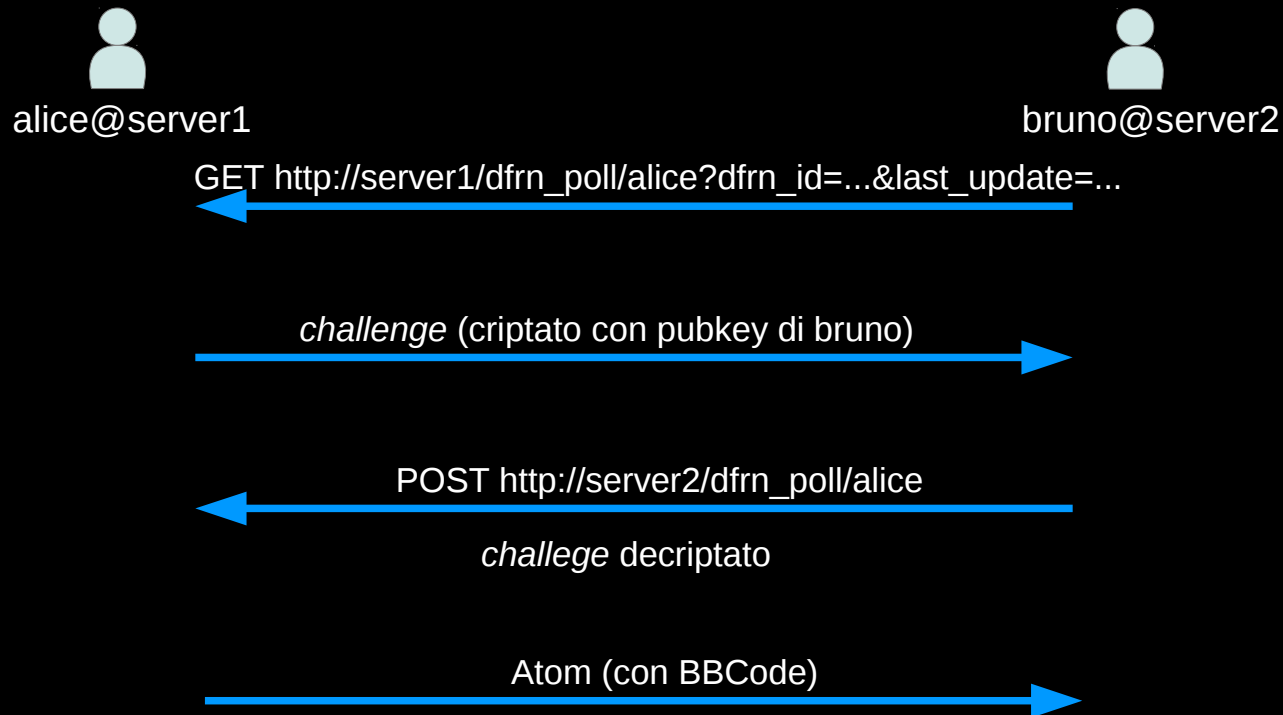 alice@server1
bruno@server2
GET http://server1/dfrn_poll/alice?dfrn_id=...&last_update=...
challenge (criptato con pubkey di bruno)
POST http://server2/dfrn_poll/alice
challege decriptato
Atom (con BBCode)